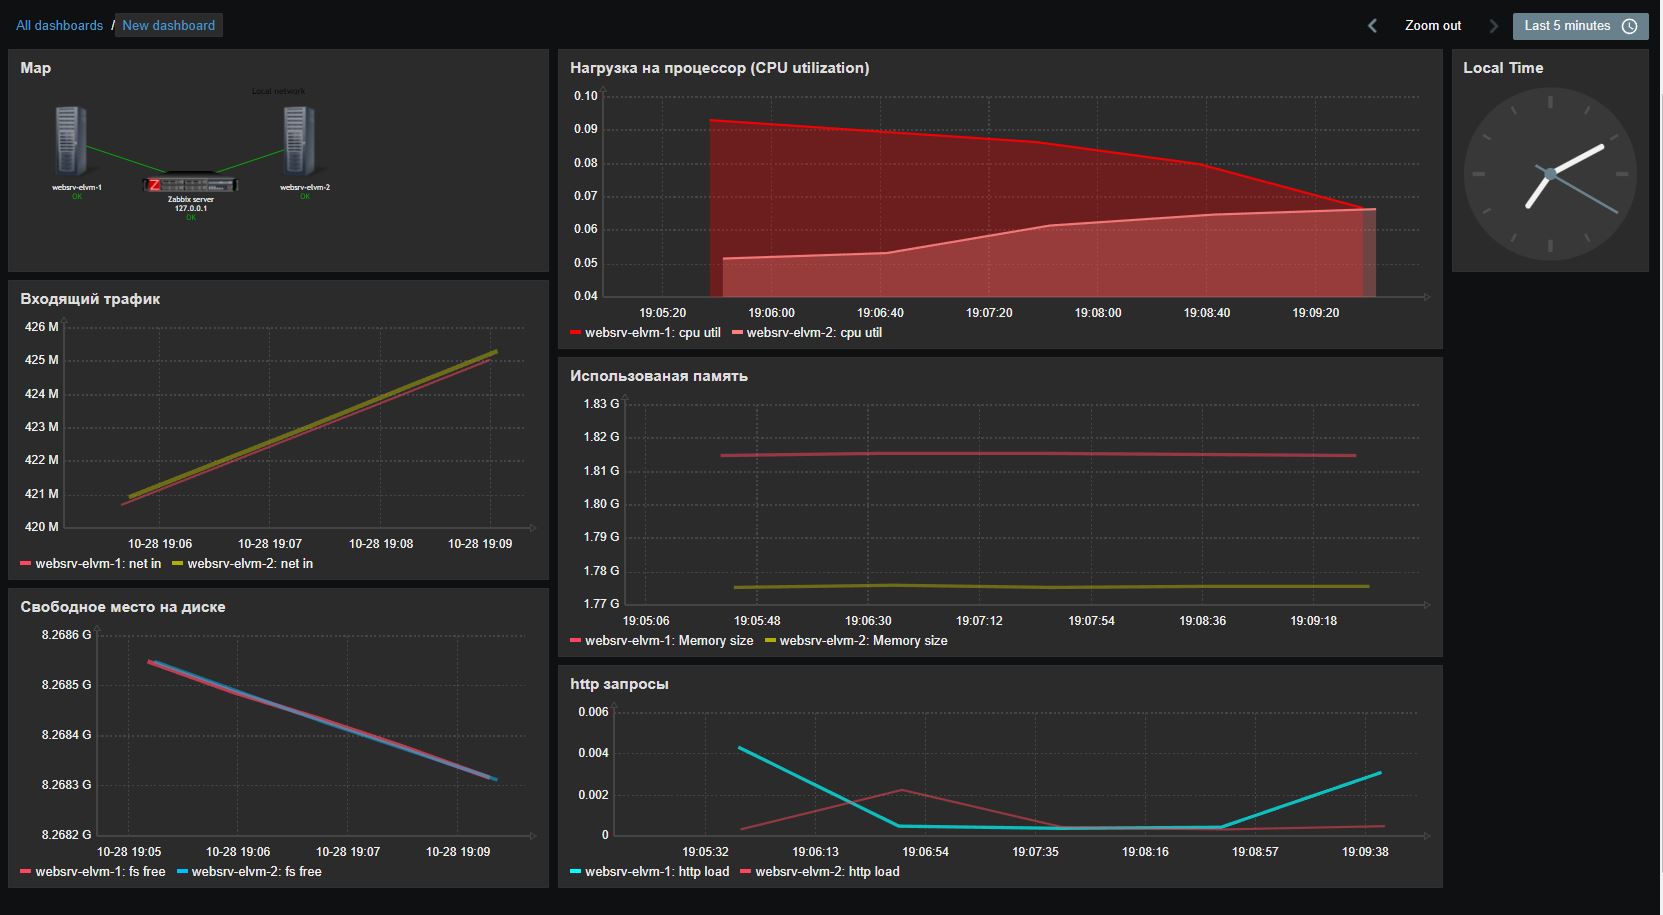 All dashboards / New dashboard
Zoom out
Last 5 minutes
Map
Local network
websrv-elvm-1
OK
websrv-elvm-2
OK
Z
Zabbix server
127.0.0.1
OK
Нагрузка на процессор (CPU utilization)
0.10
0.09
0.08
0.07
0.06
0.05
0.04
19:05:20 19:06:00 19:06:40 19:07:20 19:08:00 19:08:40 19:09:20
websrv-elvm-1: cpu util websrv-elvm-2: cpu util
Local Time
Входящий трафик
426 M
425 M
424 M
423 M
422 M
421 M
420 M
10-28 19:06 10-28 19:07 10-28 19:08 10-28 19:09
websrv-elvm-1: net in websrv-elvm-2: net in
Использованая память
1.83 G
1.82 G
1.81 G
1.80 G
1.79 G
1.78 G
1.77 G
19:05:06 19:05:48 19:06:30 19:07:12 19:07:54 19:08:36 19:09:18
websrv-elvm-1: Memory size websrv-elvm-2: Memory size
Свободное место на диске
8.2686 G
8.2685 G
8.2684 G
8.2683 G
8.2682 G
10-28 19:05 10-28 19:06 10-28 19:07 10-28 19:09
websrv-elvm-1: fs free websrv-elvm-2: fs free
http запросы
0.006
0.004
0.002
0
19:05:32 19:06:13 19:06:54 19:07:35 19:08:16 19:08:57 19:09:38
websrv-elvm-1: http load websrv-elvm-2: http load